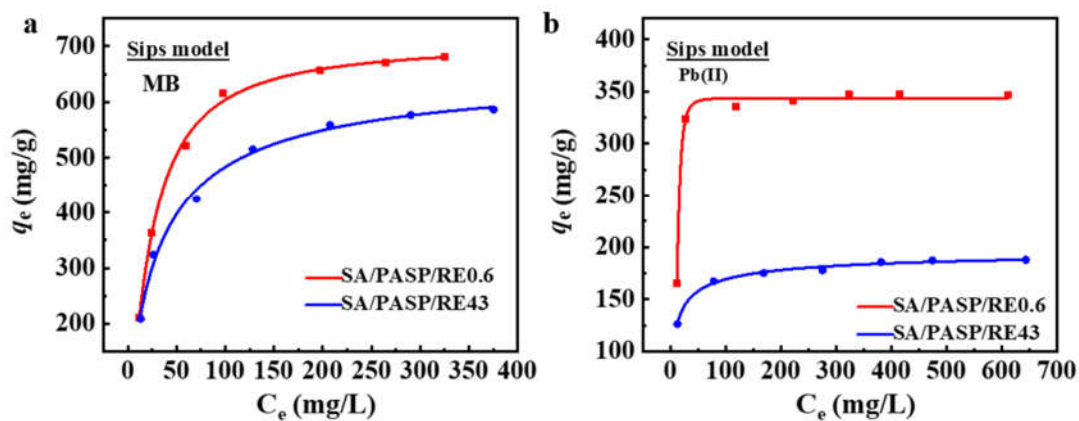 a
Sips model
MB
SA/PASP/RE0.6
SA/PASP/RE43
700
600
500
400
300
200
qe (mg/g)
0 50 100 150 200 250 300 350 400
Ce (mg/L)
b
Sips model
Pb(II)
SA/PASP/RE0.6
SA/PASP/RE43
400
350
300
250
200
150
100
qe (mg/g)
0 100 200 300 400 500 600 700
Ce (mg/L)